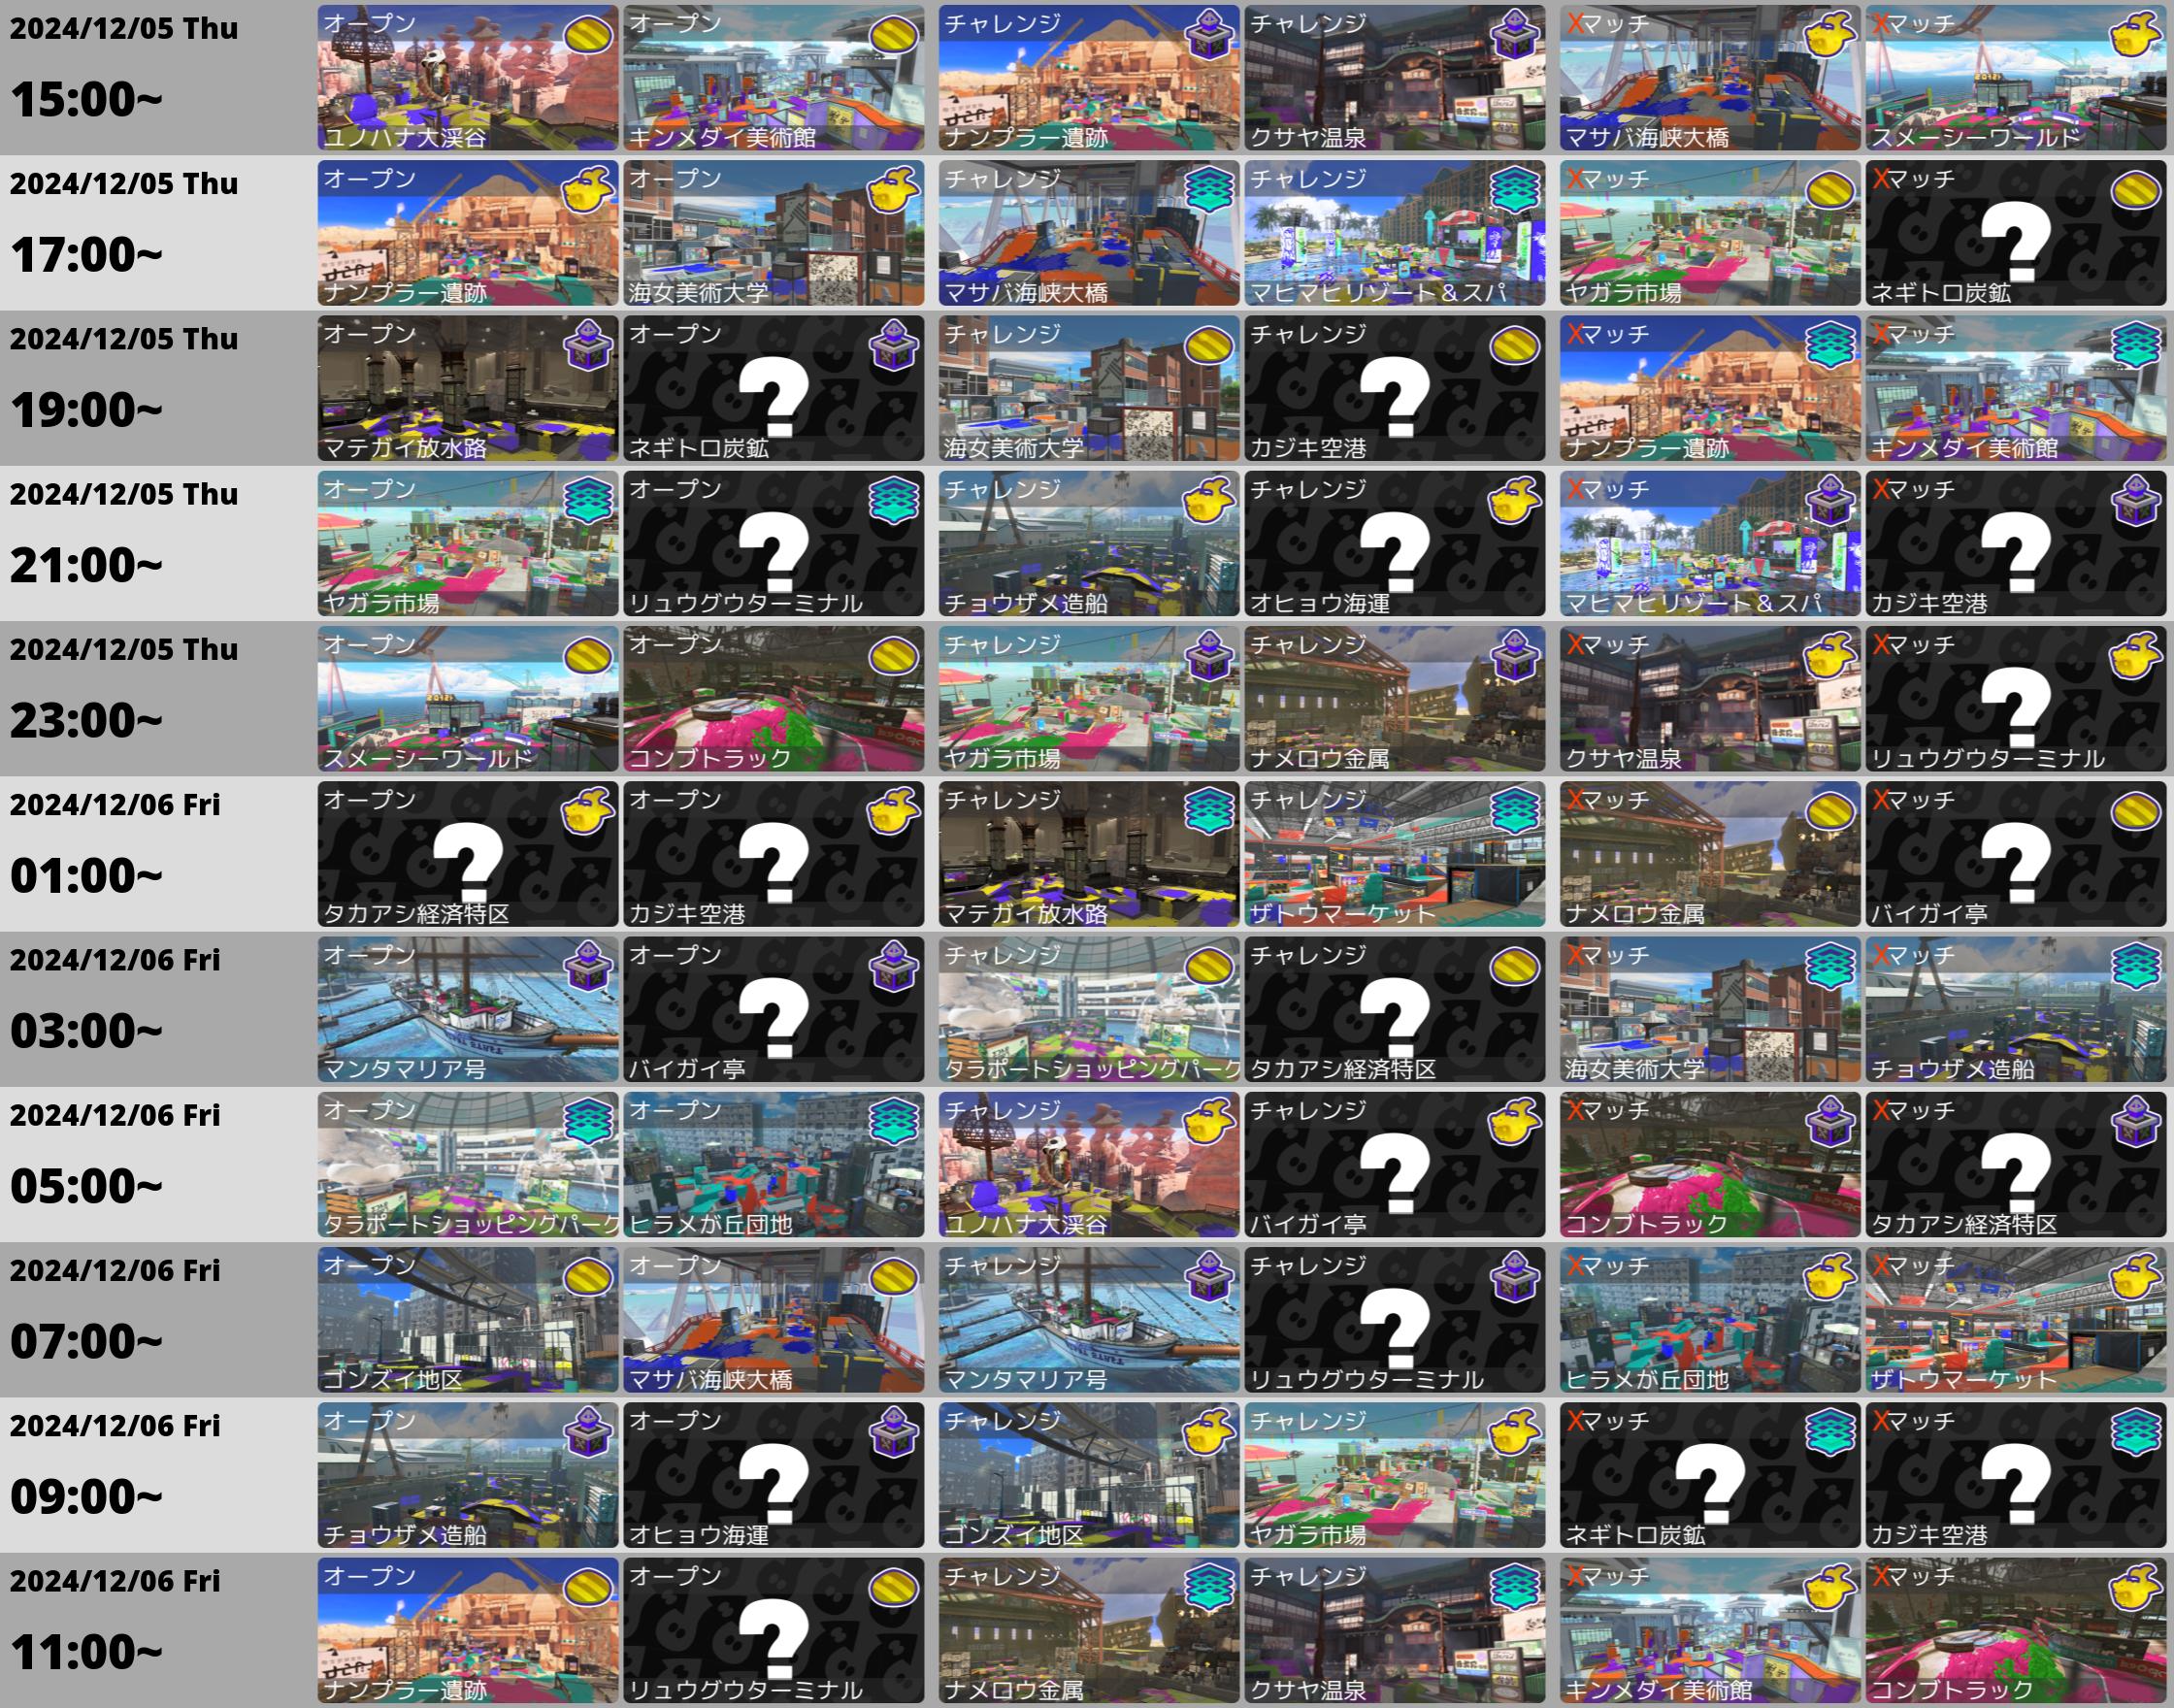 2024/12/05 Thu
15:00~
オープン
ユノハナ大渓谷
オープン
キンメダイ美術館
チャレンジ
ナンプラー遺跡
チャレンジ
クサヤ温泉
Xマッチ
マサバ海峡大橋
Xマッチ
スメーシーワールド
2024/12/05 Thu
17:00~
オープン
ナンプラー遺跡
オープン
海女美術大学
チャレンジ
マサバ海峡大橋
チャレンジ
マヒマヒリゾート&スパ
Xマッチ
ヤガラ市場
Xマッチ
ネギトロ炭鉱
2024/12/05 Thu
19:00~
オープン
マテガイ放水路
オープン
ネギトロ炭鉱
チャレンジ
海女美術大学
チャレンジ
カジキ空港
Xマッチ
ナンプラー遺跡
Xマッチ
キンメダイ美術館
2024/12/05 Thu
21:00~
オープン
ヤガラ市場
オープン
リュウグウターミナル
チャレンジ
チョウザメ造船
チャレンジ
オヒョウ海運
Xマッチ
マヒマヒリゾート&スパ
Xマッチ
カジキ空港
2024/12/05 Thu
23:00~
オープン
スメーシーワールド
オープン
コンブトラック
チャレンジ
ヤガラ市場
チャレンジ
ナメロウ金属
Xマッチ
クサヤ温泉
Xマッチ
リュウグウターミナル
2024/12/06 Fri
01:00~
オープン
タカアシ経済特区
オープン
カジキ空港
チャレンジ
マテガイ放水路
チャレンジ
ザトウマーケット
Xマッチ
ナメロウ金属
Xマッチ
バイガイ亭
2024/12/06 Fri
03:00~
オープン
マンタマリア号
オープン
バイガイ亭
チャレンジ
タラポートショッピングパーク
チャレンジ
タカアシ経済特区
Xマッチ
海女美術大学
Xマッチ
チョウザメ造船
2024/12/06 Fri
05:00~
オープン
タラポートショッピングパーク
オープン
ヒラメが丘団地
チャレンジ
ユノハナ大渓谷
チャレンジ
バイガイ亭
Xマッチ
コンブトラック
Xマッチ
タカアシ経済特区
2024/12/06 Fri
07:00~
オープン
ゴンズイ地区
オープン
マサバ海峡大橋
チャレンジ
マンタマリア号
チャレンジ
リュウグウターミナル
Xマッチ
ヒラメが丘団地
Xマッチ
ザトウマーケット
2024/12/06 Fri
09:00~
オープン
チョウザメ造船
オープン
オヒョウ海運
チャレンジ
ゴンズイ地区
チャレンジ
ヤガラ市場
Xマッチ
ネギトロ炭鉱
Xマッチ
カジキ空港
2024/12/06 Fri
11:00~
オープン
ナンプラー遺跡
オープン
リュウグウターミナル
チャレンジ
ナメロウ金属
チャレンジ
クサヤ温泉
Xマッチ
キンメダイ美術館
Xマッチ
コンブトラック